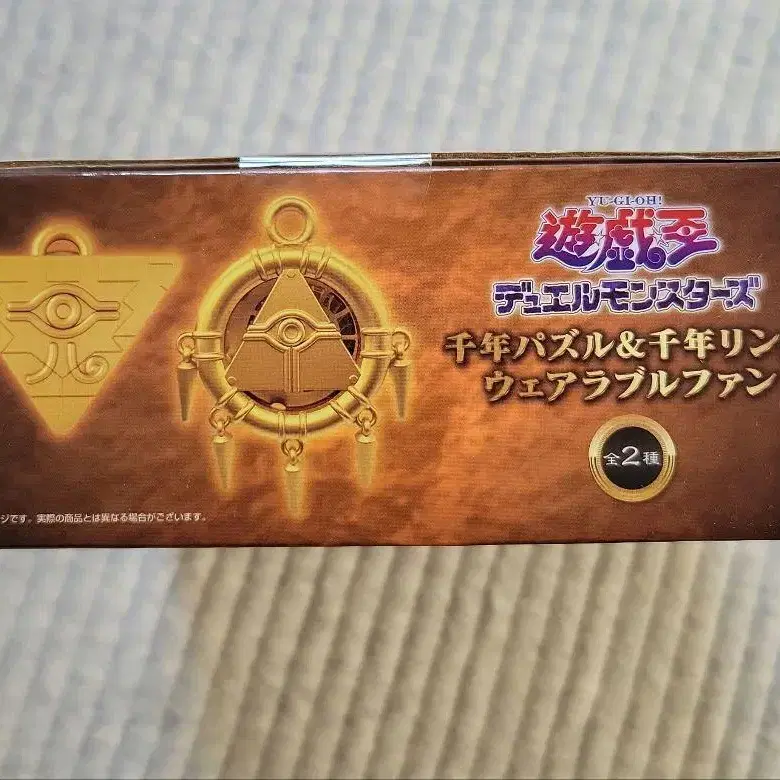 YU-GI-OH!
遊戯王
デュエルモンスターズ
千年パズル&千年リン
ウェアラブルファン
全2種
ジです。実際の商品とは異なる場合がございます。